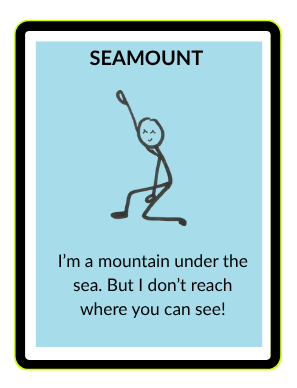 SEAMOUNT
I’m a mountain under the
sea. But I don’t reach
where you can see!